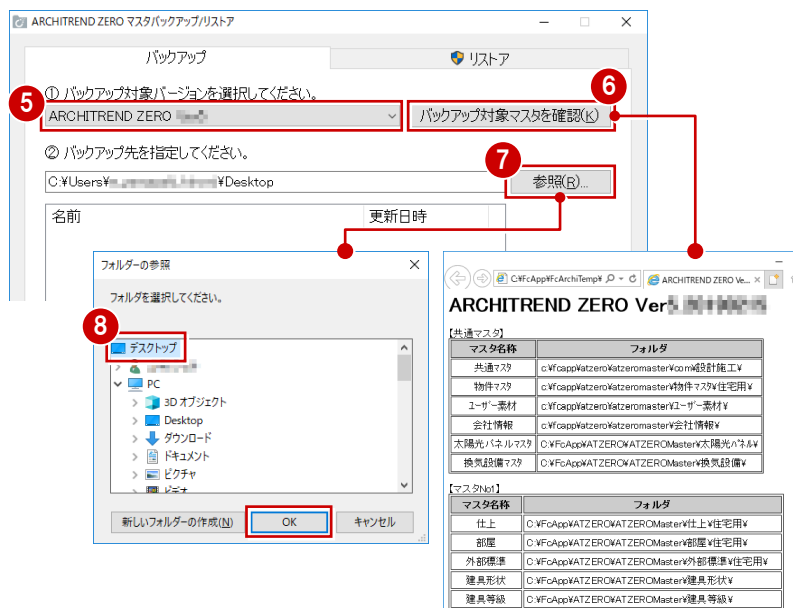 ARCHITREND ZERO マスタバックアップ/リストア
バックアップ
リストア
① バックアップ対象バージョンを選択してください。
5
ARCHITREND ZERO
6
バックアップ対象マスタを確認(K)
② バックアップ先を指定してください。
7
C:¥Users¥
¥Desktop
参照(R)...
名前
更新日時
フォルダーの参照
フォルダを選択してください。
8
デスクトップ
PC
3D オブジェクト
Desktop
ダウンロード
ドキュメント
ピクチャ
ビデオ
新しいフォルダーの作成(N)
OK
キャンセル
C:¥FcApp¥FcArchiTemp¥
ARCHITREND ZERO Ve...
ARCHITREND ZERO Ver
【共通マスタ】
マスタ名称 フォルダ
共通マスタ c:¥fcapp¥atzero¥atzeromaster¥com¥設計施工¥
物件マスタ c:¥fcapp¥atzero¥atzeromaster¥物件マスタ¥住宅用¥
ユーザー素材 c:¥fcapp¥atzero¥atzeromaster¥ユーザー素材¥
会社情報 c:¥fcapp¥atzero¥atzeromaster¥会社情報¥
太陽光パネルマスタ C:¥FcApp¥ATZERO¥ATZEROMaster¥太陽光パネル¥
換気設備マスタ C:¥FcApp¥ATZERO¥ATZEROMaster¥換気設備¥
【マスタNo1】
マスタ名称 フォルダ
仕上 C:¥FcApp¥ATZERO¥ATZEROMaster¥仕上¥住宅用¥
部屋 C:¥FcApp¥ATZERO¥ATZEROMaster¥部屋¥住宅用¥
外部標準 C:¥FcApp¥ATZERO¥ATZEROMaster¥外部標準¥住宅用¥
建具形状 C:¥FcApp¥ATZERO¥ATZEROMaster¥建具形状¥
建具等級 C:¥FcApp¥ATZERO¥ATZEROMaster¥建具等級¥